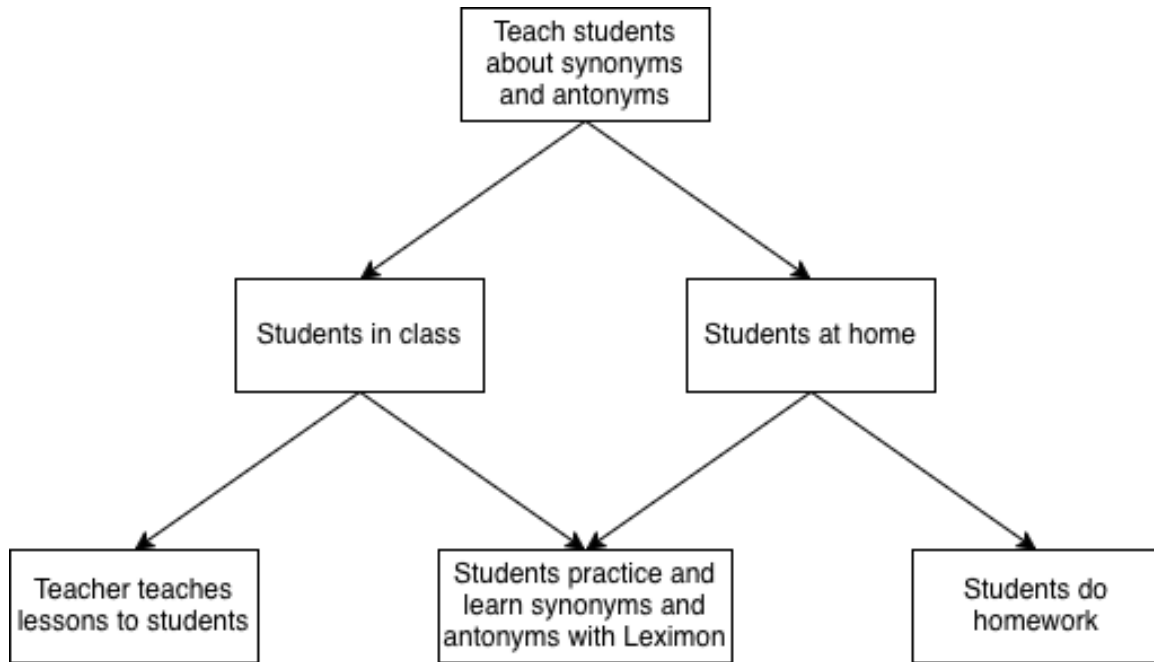 Teach students
about synonyms
and antonyms
Students in class
Students at home
Teacher teaches
lessons to students
Students practice and
learn synonyms and
antonyms with Leximon
Students do
homework